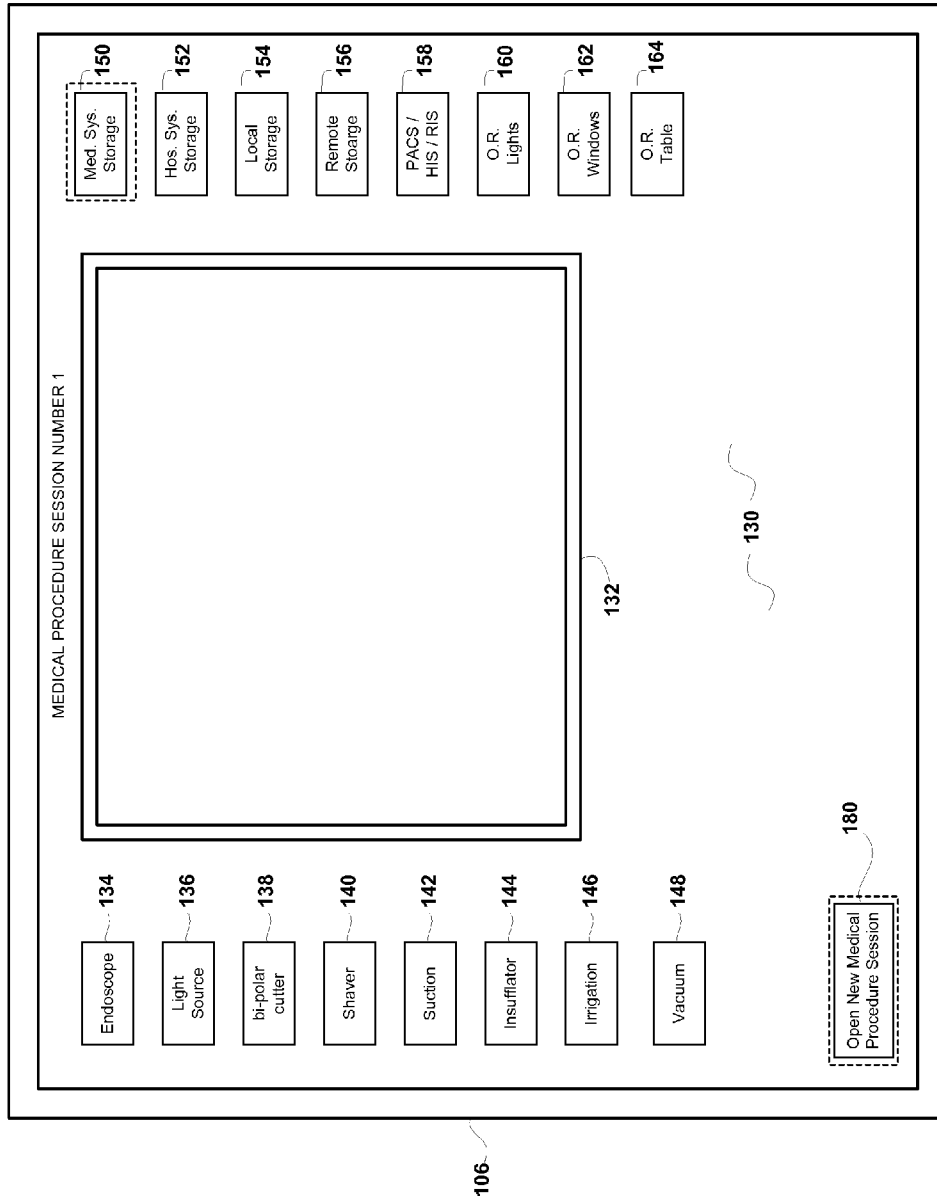 MEDICAL PROCEDURE SESSION NUMBER 1
Endoscope
134
Light
Source
136
bi-polar
cutter
138
Shaver
140
Suction
142
Insufflator
144
Irrigation
146
Vacuum
148
132
130
Med. Sys.
Storage
150
Hos. Sys.
Storage
152
Local
Storage
154
Remote
Stoarge
156
PACS /
HIS / RIS
158
O.R.
Lights
160
O.R.
Windows
162
O.R.
Table
164
Open New Medical
Procedure Session
180
106